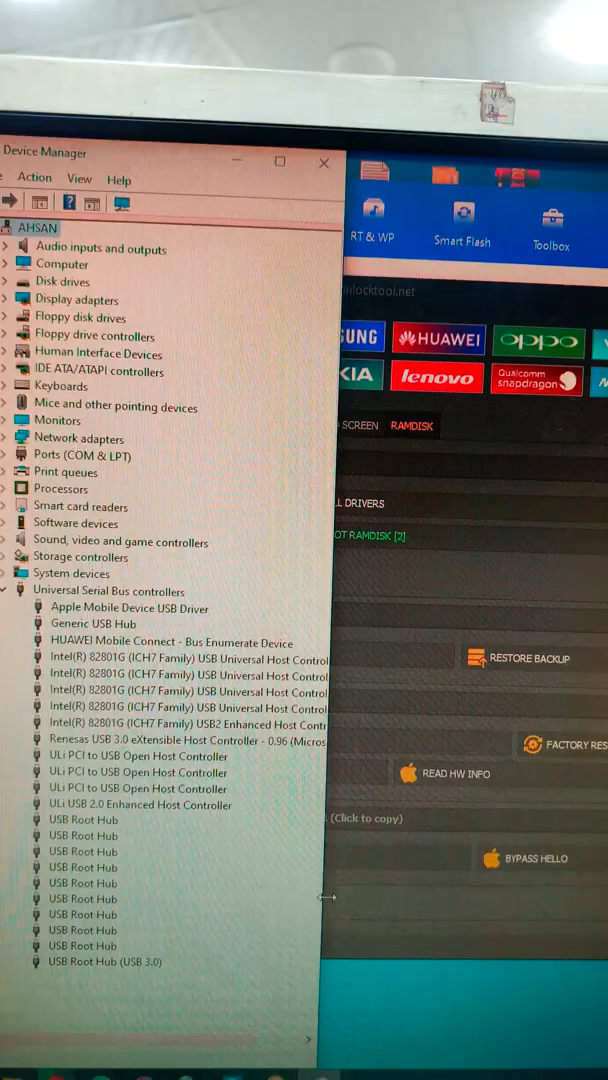 Device Manager
Action View Help
AHSAN
Audio inputs and outputs
Computer
Disk drives
Display adapters
Floppy disk drives
Floppy drive controllers
Human Interface Devices
IDE ATA/ATAPI controllers
Keyboards
Mice and other pointing devices
Monitors
Network adapters
Ports (COM & LPT)
Print queues
Processors
Smart card readers
Software devices
Sound, video and game controllers
Storage controllers
System devices
Universal Serial Bus controllers
Apple Mobile Device USB Driver
Generic USB Hub
HUAWEI Mobile Connect - Bus Enumerate Device
Intel(R) 82801G (ICH7 Family) USB Universal Host Control
Intel(R) 82801G (ICH7 Family) USB Universal Host Control
Intel(R) 82801G (ICH7 Family) USB Universal Host Control
Intel(R) 82801G (ICH7 Family) USB Universal Host Control
Intel(R) 82801G (ICH7 Family) USB2 Enhanced Host Contr
Renesas USB 3.0 eXtensible Host Controller - 0.96 (Micros
ULi PCI to USB Open Host Controller
ULi PCI to USB Open Host Controller
ULi PCI to USB Open Host Controller
ULi USB 2.0 Enhanced Host Controller
USB Root Hub
USB Root Hub
USB Root Hub
USB Root Hub
USB Root Hub
USB Root Hub
USB Root Hub
USB Root Hub
USB Root Hub
USB Root Hub (USB 3.0)
RT & WP
Smart Flash
Toolbox
nlocktool.net
SUNG
HUAWEI
oppo
KIA
lenovo
Qualcomm
snapdragon
SCREEN RAMDISK
LL DRIVERS
OT RAMDISK [2]
RESTORE BACKUP
FACTORY RES
READ HW INFO
(Click to copy)
BYPASS HELLO